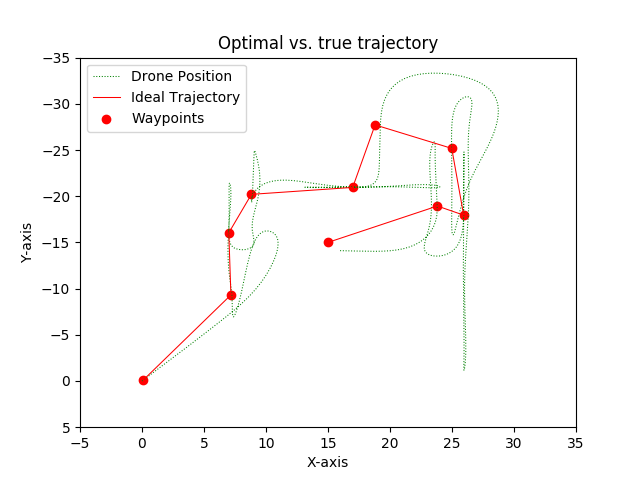 Optimal vs. true trajectory
Drone Position
Ideal Trajectory
Waypoints
−35
−30
−25
−20
−15
−10
−5
0
5
Y-axis
−5 0 5 10 15 20 25 30 35
X-axis